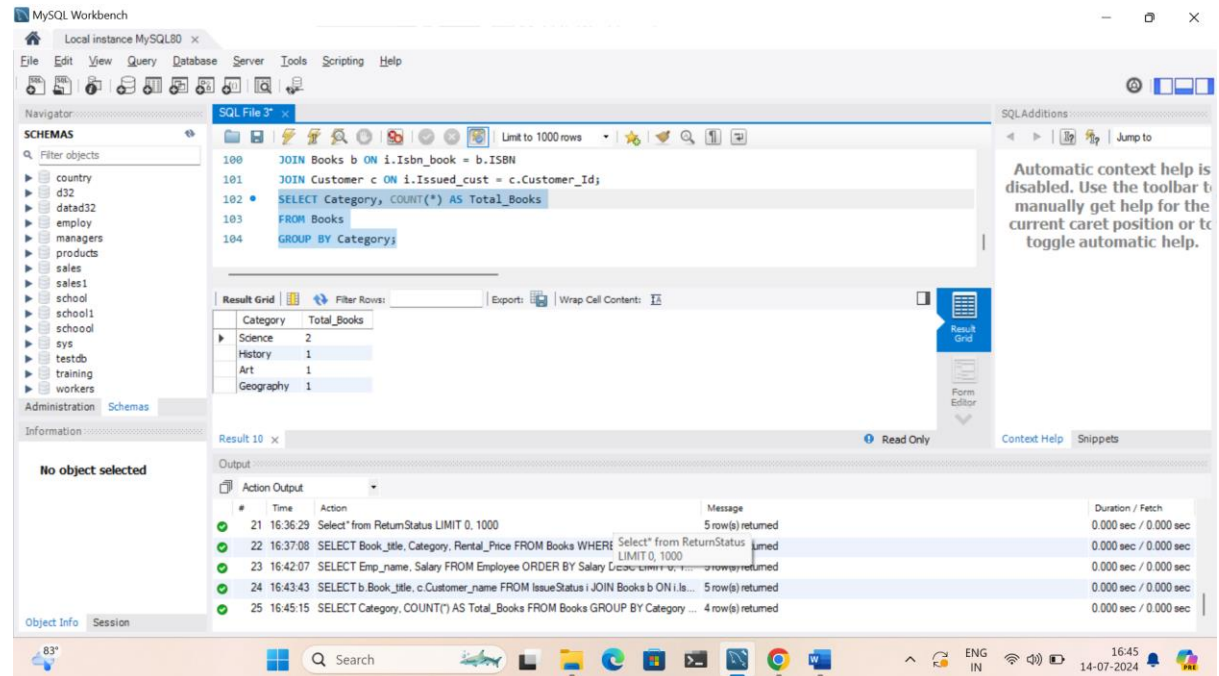 MySQL Workbench
Local instance MySQL80
File Edit View Query Database Server Tools Scripting Help
Navigator
SCHEMAS
Filter objects
country
d32
datad32
employ
managers
products
sales
sales1
school
school1
schoool
sys
testdb
training
workers
Administration Schemas
Information
No object selected
Object Info Session
SQL File 3*
Limit to 1000 rows
100 JOIN Books b ON i.Isbn_book = b.ISBN
101 JOIN Customer c ON i.Issued_cust = c.Customer_Id;
102 SELECT Category, COUNT(*) AS Total_Books
103 FROM Books
104 GROUP BY Category;
Result Grid Filter Rows: Export: Wrap Cell Content:
Category Total_Books
Science 2
History 1
Art 1
Geography 1
Result Grid
Form Editor
Result 10
Read Only
SQLAdditions
Jump to
Automatic context help is
disabled. Use the toolbar t
manually get help for the
current caret position or to
toggle automatic help.
Context Help Snippets
Output
Action Output
# Time Action Message Duration / Fetch
21 16:36:29 Select* from ReturnStatus LIMIT 0, 1000 5 row(s) returned 0.000 sec / 0.000 sec
22 16:37:08 SELECT Book_title, Category, Rental_Price FROM Books WHERE 0.000 sec / 0.000 sec
Select* from ReturnStatus
LIMIT 0, 1000
23 16:42:07 SELECT Emp_name, Salary FROM Employee ORDER BY Salary DESC LIMIT 0, 1... 5 row(s) returned 0.000 sec / 0.000 sec
24 16:43:43 SELECT b.Book_title, c.Customer_name FROM IssueStatus i JOIN Books b ON i.Is... 5 row(s) returned 0.000 sec / 0.000 sec
25 16:45:15 SELECT Category, COUNT(*) AS Total_Books FROM Books GROUP BY Category ... 4 row(s) returned 0.000 sec / 0.000 sec
83°
Search
ENG
IN
16:45
14-07-2024
PRE